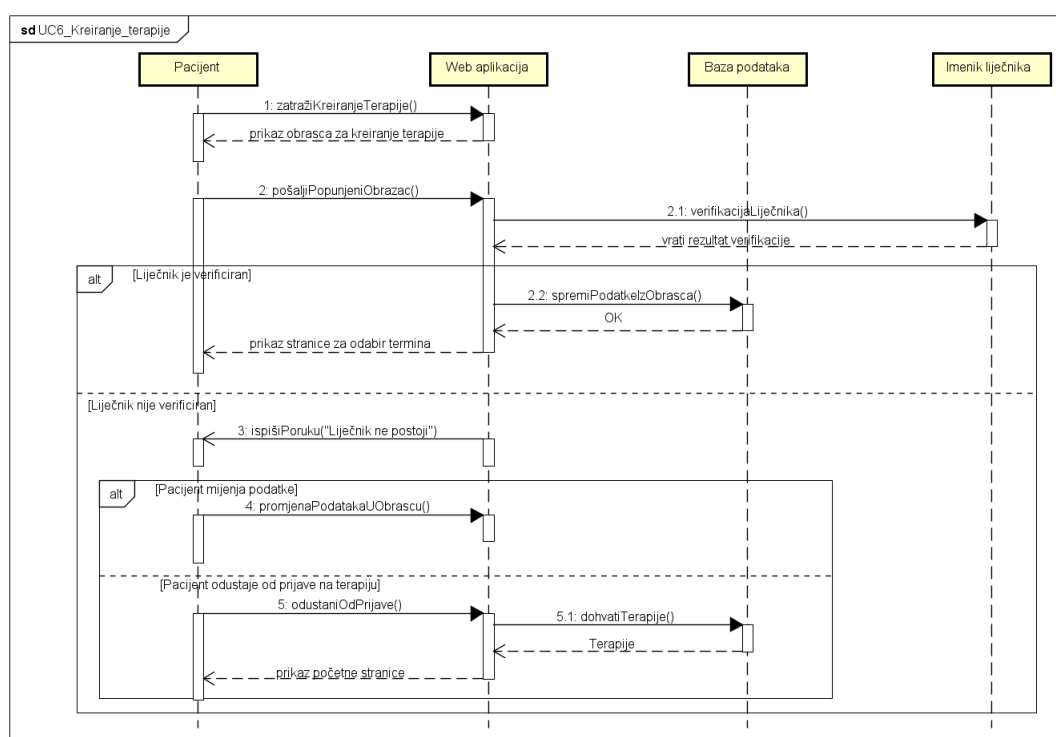 sd UC6_Kreiranje_terapije
Pacijent
Web aplikacija
Baza podataka
Imenik liječnika
1: zatražiKreiranjeTerapije()
prikaz obrasca za kreiranje terapije
2: pošaljiPopunjeniObrazac()
2.1: verifikacijaLiječnika()
vrati rezultat verifikacije
alt
[Liječnik je verificiran]
2.2: spremiPodatkeIzObrasca()
OK
prikaz stranice za odabir termina
[Liječnik nije verificiran]
3: ispišiPoruku("Liječnik ne postoji")
alt
[Pacijent mijenja podatke]
4: promjenaPodatakaUObrascu()
[Pacijent odustaje od prijave na terapiju]
5: odustaniOdPrijave()
5.1: dohvatiTerapije()
Terapije
prikaz početne stranice